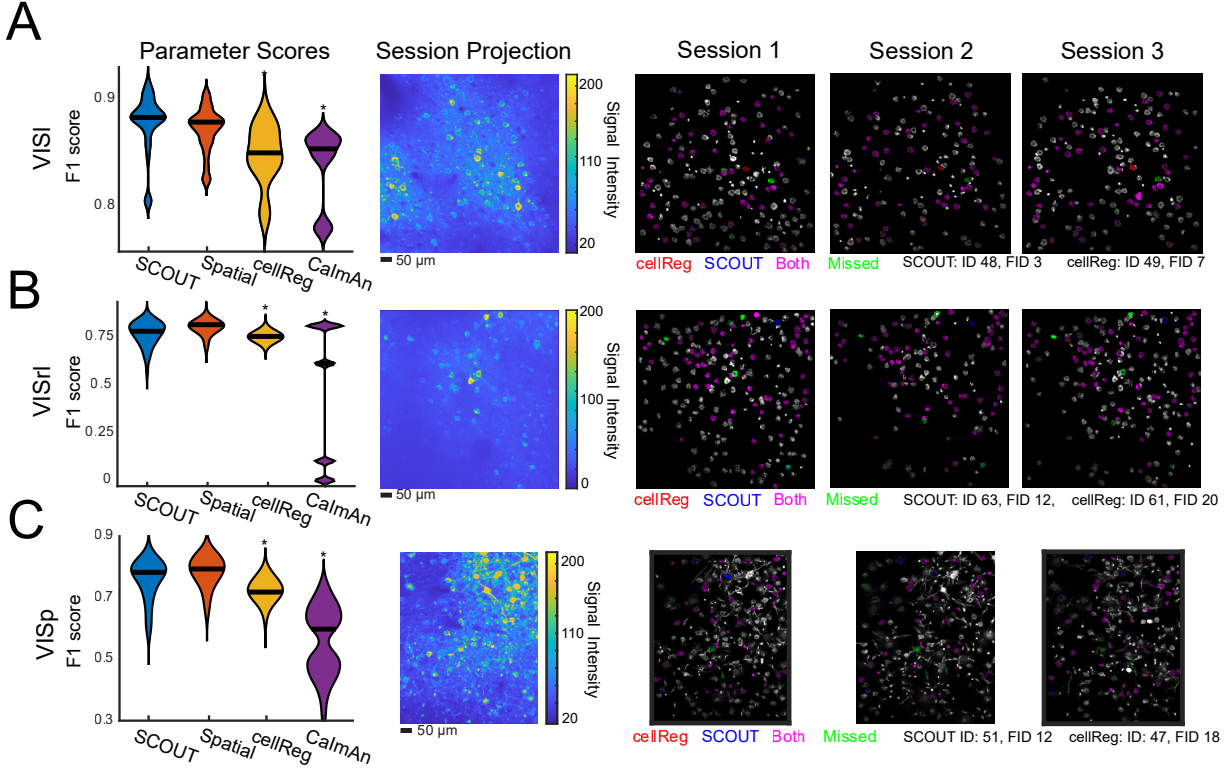 A
Parameter Scores
Session Projection
Session 1
Session 2
Session 3
VISl
F1 score
0.9
0.8
*
*
SCOUT
Spatial
cellReg
CaImAn
200
110
20
Signal Intensity
50 µm
cellReg SCOUT Both Missed SCOUT: ID 48, FID 3 cellReg: ID 49, FID 7
B
VISrl
F1 score
0.75
0.5
0.25
0
*
*
SCOUT
Spatial
cellReg
CaImAn
200
100
0
Signal Intensity
50 µm
cellReg SCOUT Both Missed SCOUT: ID 63, FID 12, cellReg: ID 61, FID 20
C
VISp
F1 score
0.9
0.7
0.5
0.3
*
*
SCOUT
Spatial
cellReg
CaImAn
200
110
20
Signal Intensity
50 µm
cellReg SCOUT Both Missed SCOUT ID: 51, FID 12 cellReg: ID: 47, FID 18